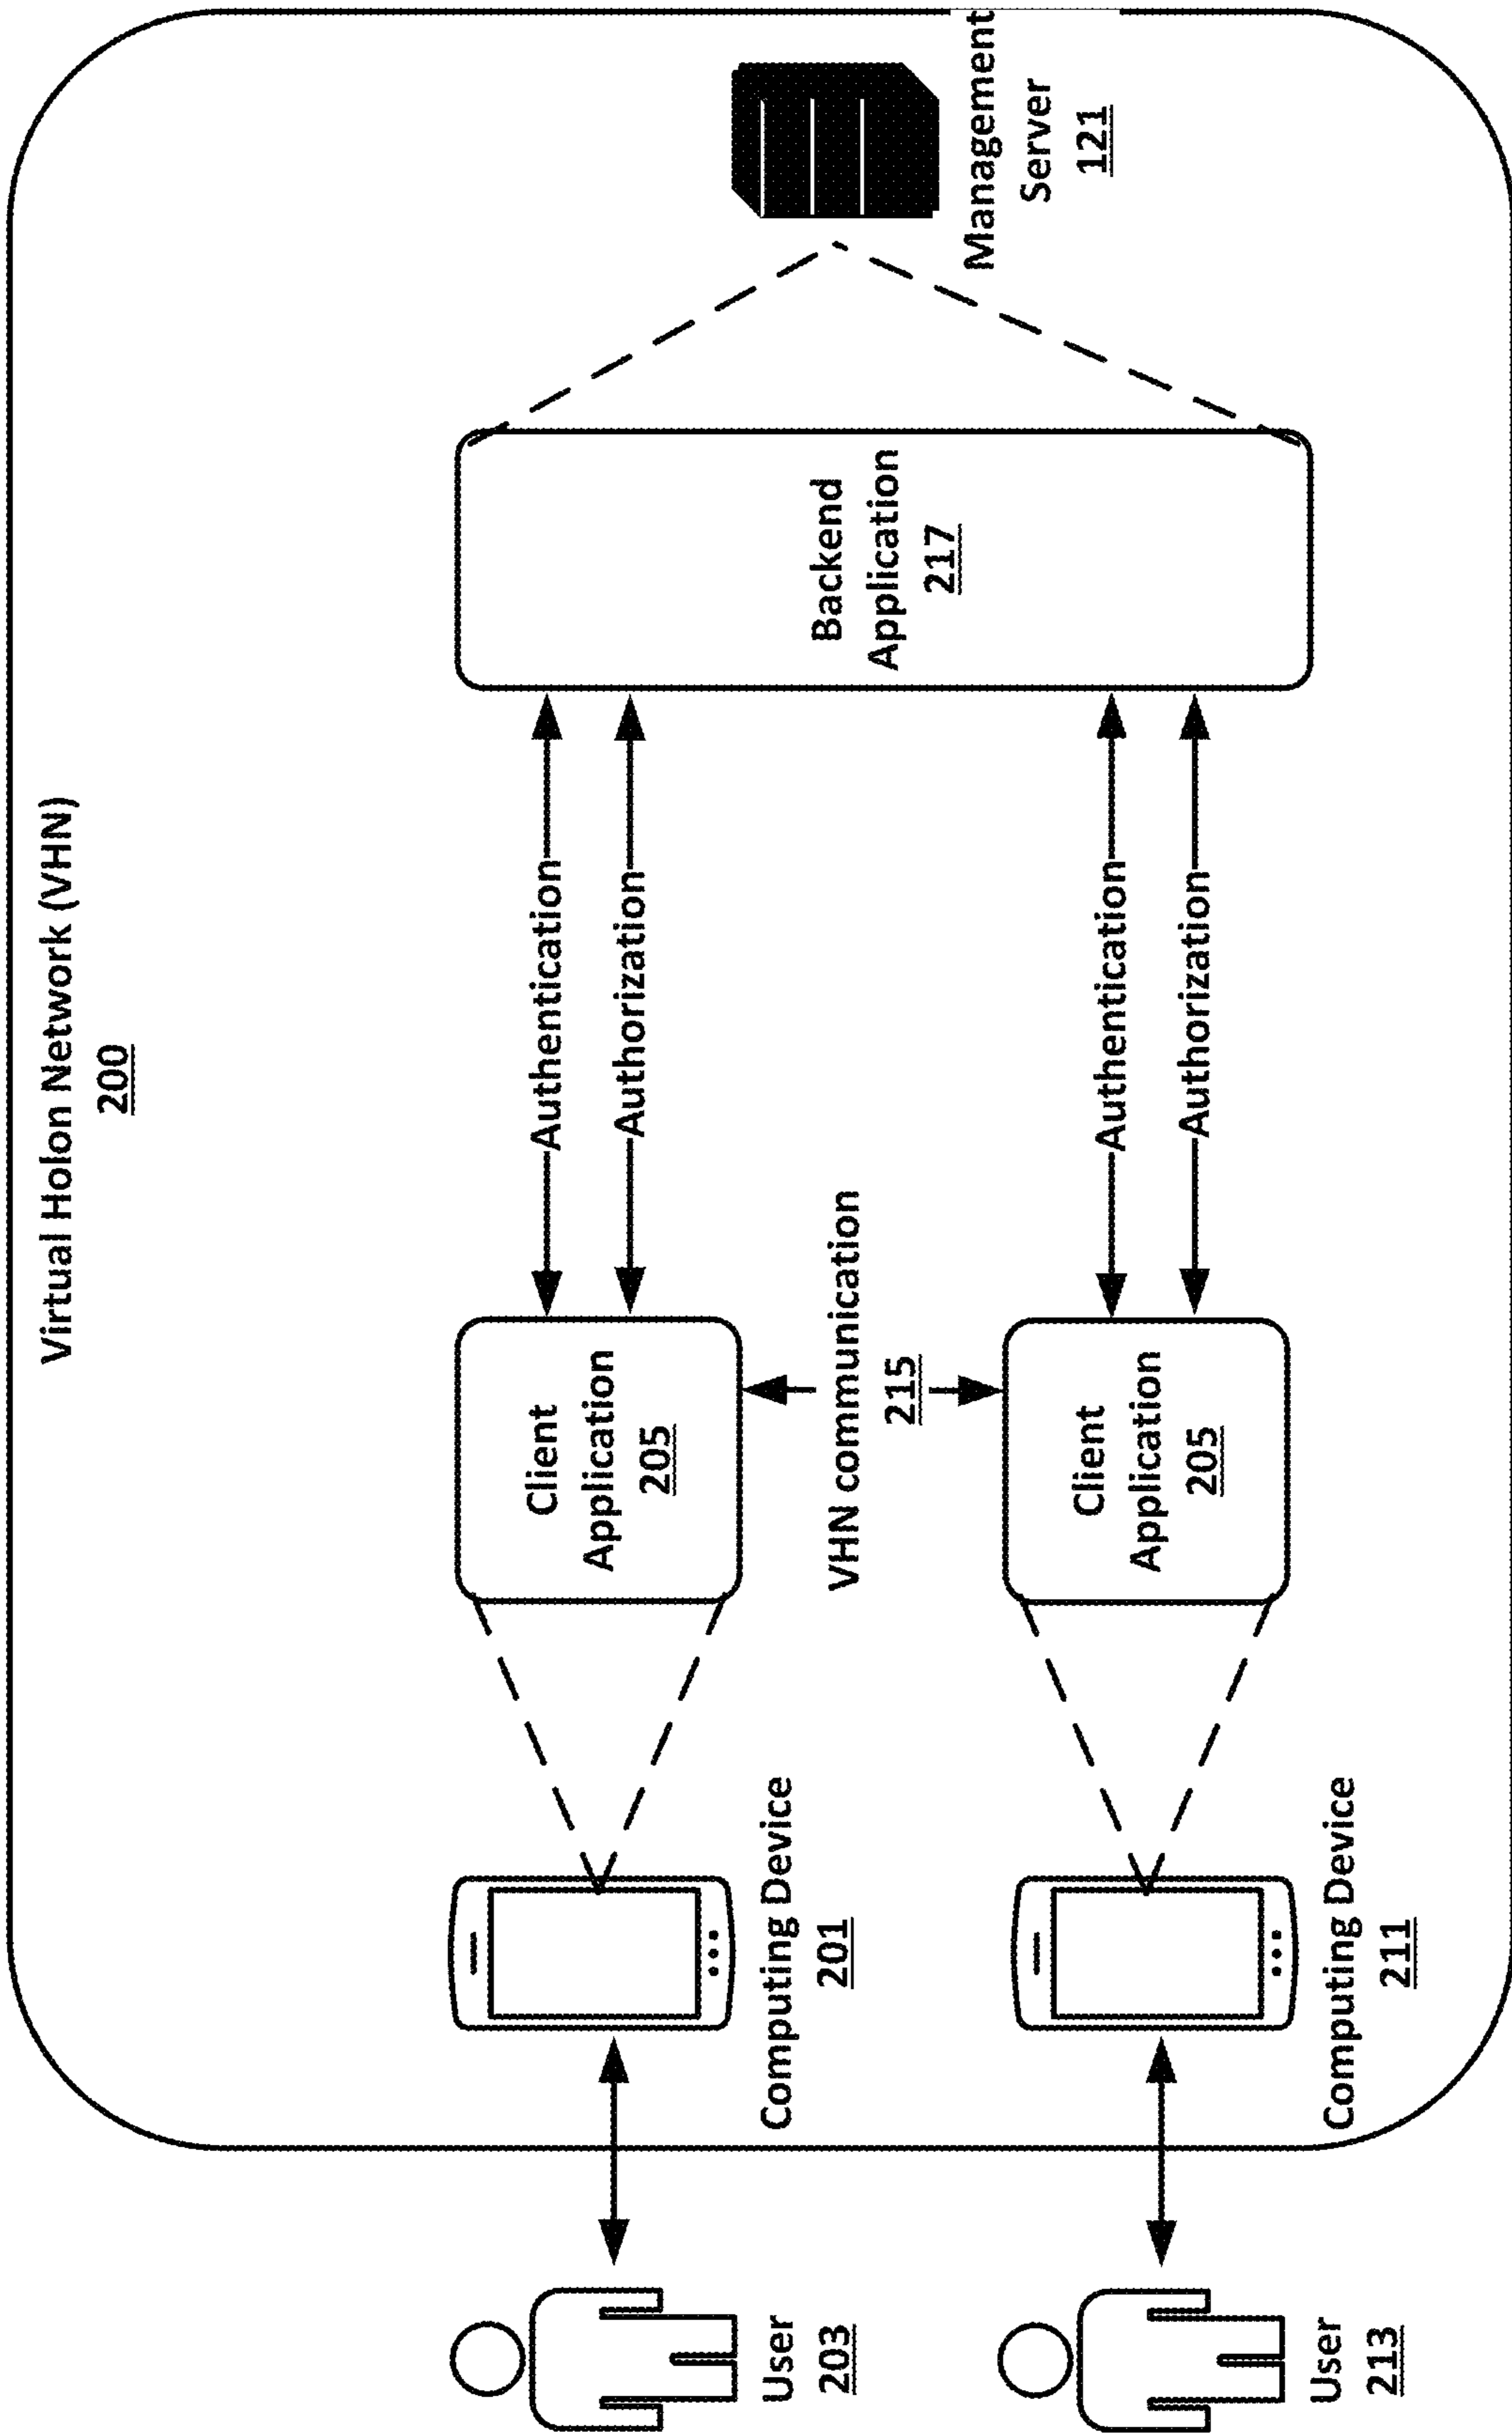 Virtual Holon Network (VHN)
200
User
203
Computing Device
201
Client
Application
205
Authentication
Authorization
VHN communication
215
Backend
Application
217
Management
Server
121
User
213
Computing Device
211
Client
Application
205
Authentication
Authorization